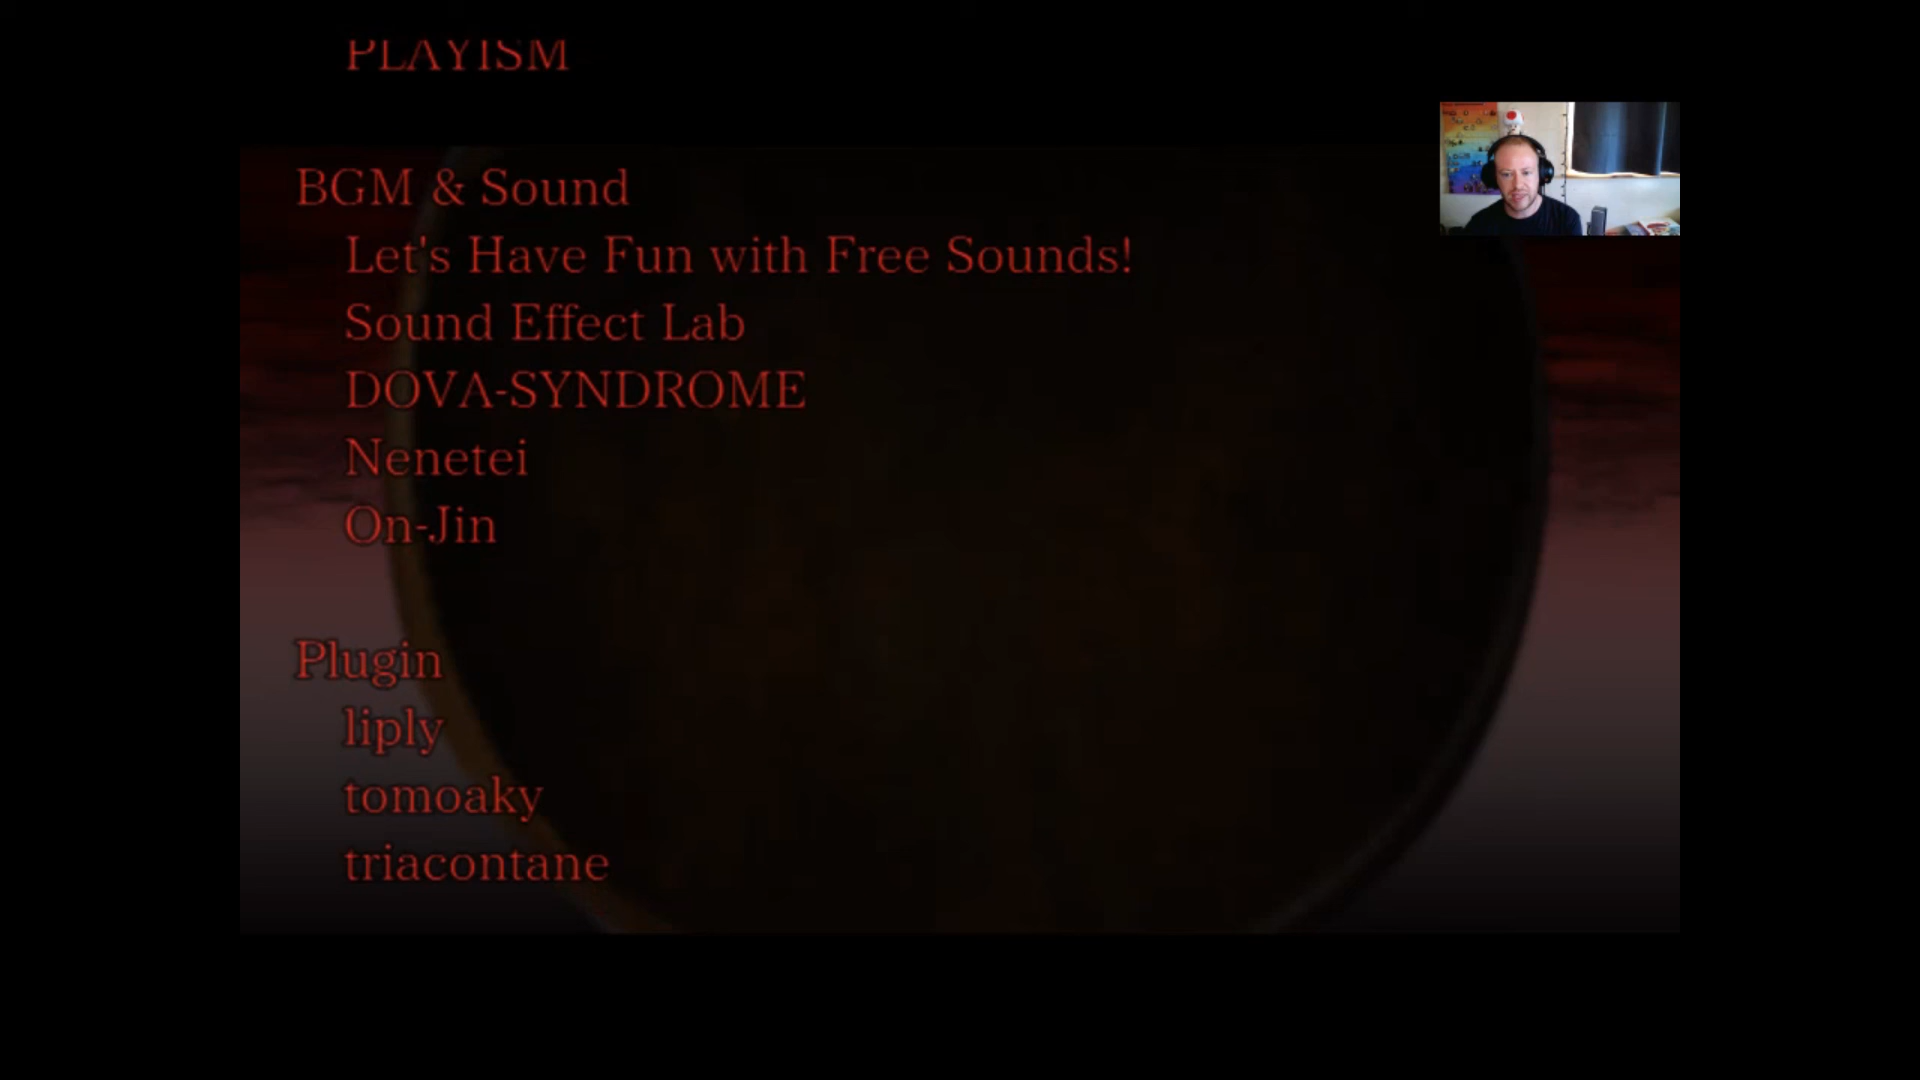 PLAYISM
BGM & Sound
Let's Have Fun with Free Sounds!
Sound Effect Lab
DOVA-SYNDROME
Nenetei
On-Jin
Plugin
liply
tomoaky
triacontane